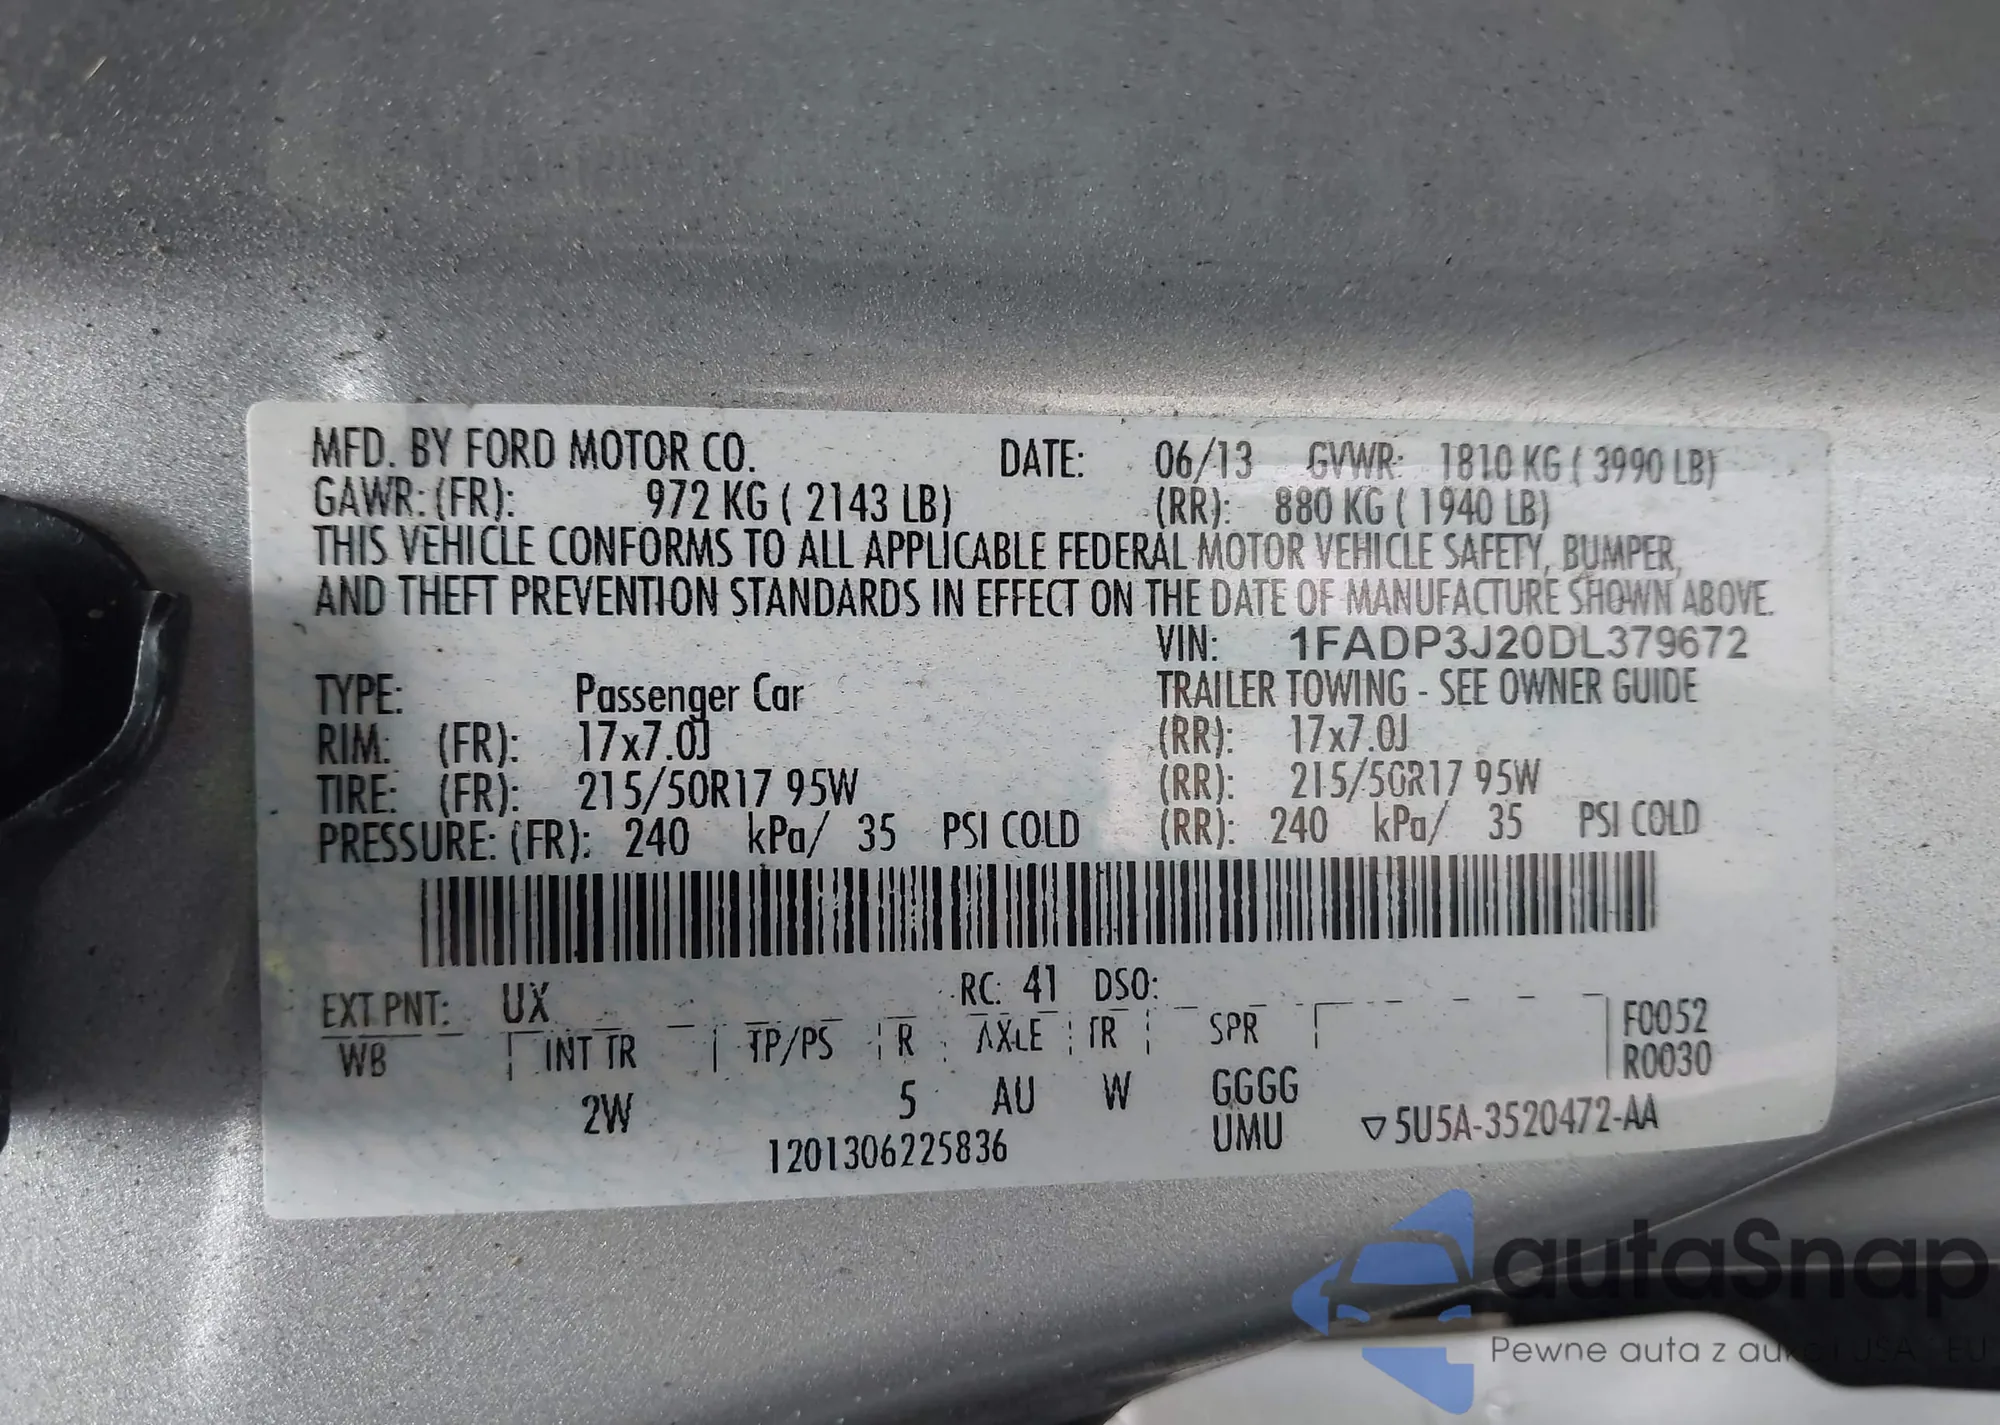 MFD. BY FORD MOTOR CO. DATE: 06/13 GVWR: 1810 KG ( 3990 LB)
GAWR: (FR): 972 KG ( 2143 LB) (RR): 880 KG ( 1940 LB)
THIS VEHICLE CONFORMS TO ALL APPLICABLE FEDERAL MOTOR VEHICLE SAFETY, BUMPER,
AND THEFT PREVENTION STANDARDS IN EFFECT ON THE DATE OF MANUFACTURE SHOWN ABOVE.
VIN: 1FADP3J20DL379672
TYPE: Passenger Car TRAILER TOWING - SEE OWNER GUIDE
RIM: (FR): 17x7.0J (RR): 17x7.0J
TIRE: (FR): 215/50R17 95W (RR): 215/50R17 95W
PRESSURE: (FR): 240 kPa/ 35 PSI COLD (RR): 240 kPa/ 35 PSI COLD
EXT PNT: UX RC: 41 DSO:
WB INT TR TP/PS R AXLE TR SPR F0052
R0030
2W 5 AU W GGGG
1201306225836 UMU ▽5U5A-3520472-AA
autaSnap
Pewne auta z aukcji USA i EU